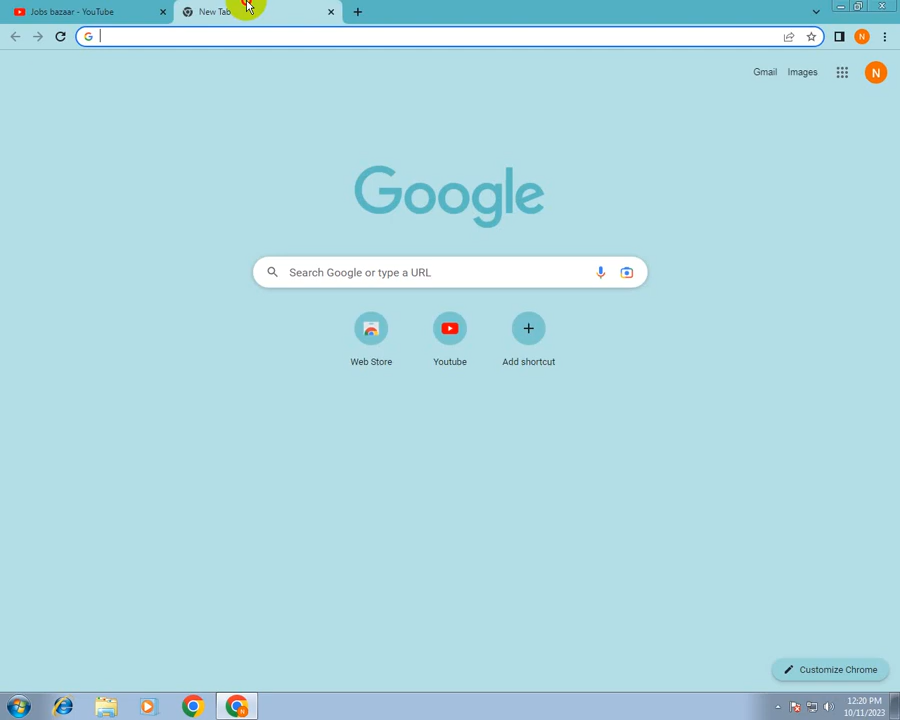 Jobs bazaar - YouTube
New Tab
N
Gmail
Images
N
Google
Search Google or type a URL
Web Store
Youtube
Add shortcut
Customize Chrome
12:20 PM
10/11/2023